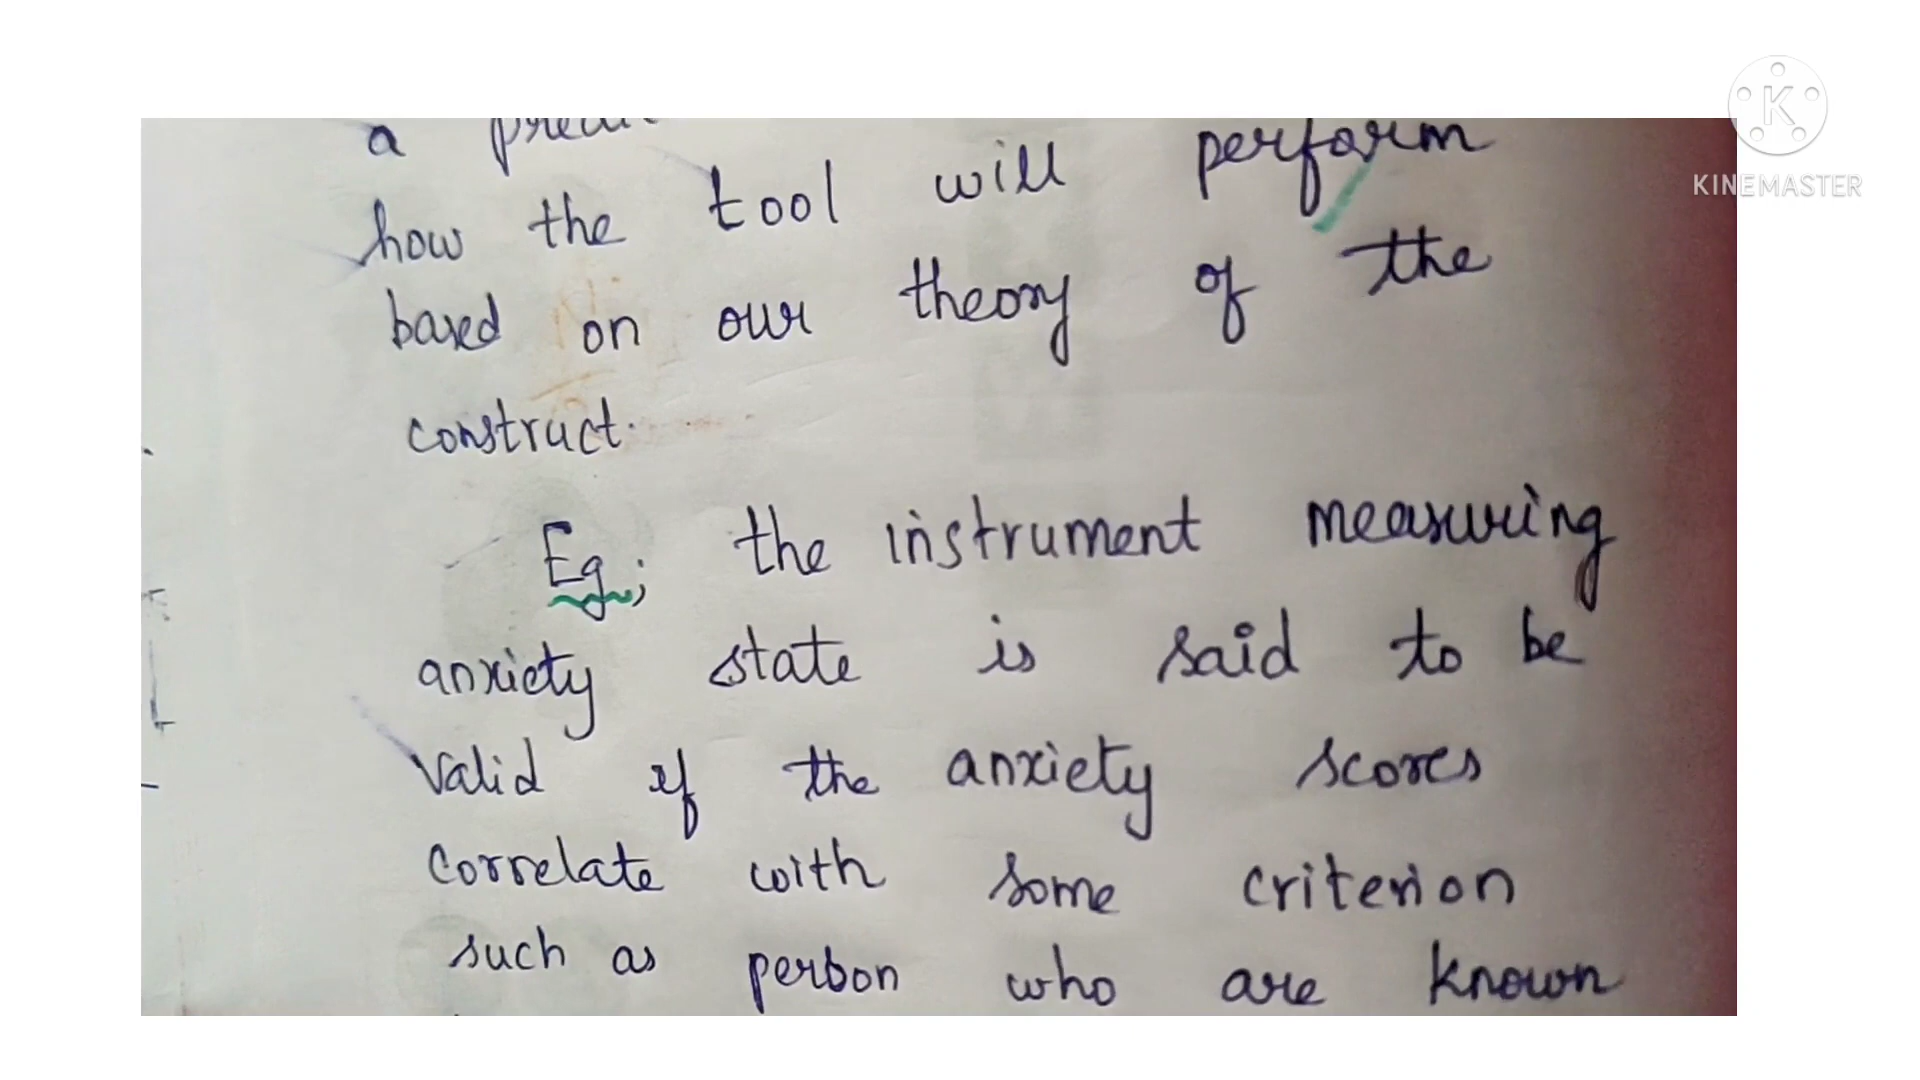 a
how the tool will perform
based on our theory of the
construct.
Eg; the instrument measuring
anxiety state is said to be
valid if the anxiety scores
correlate with some criterion
such as person who are known
KINEMASTER